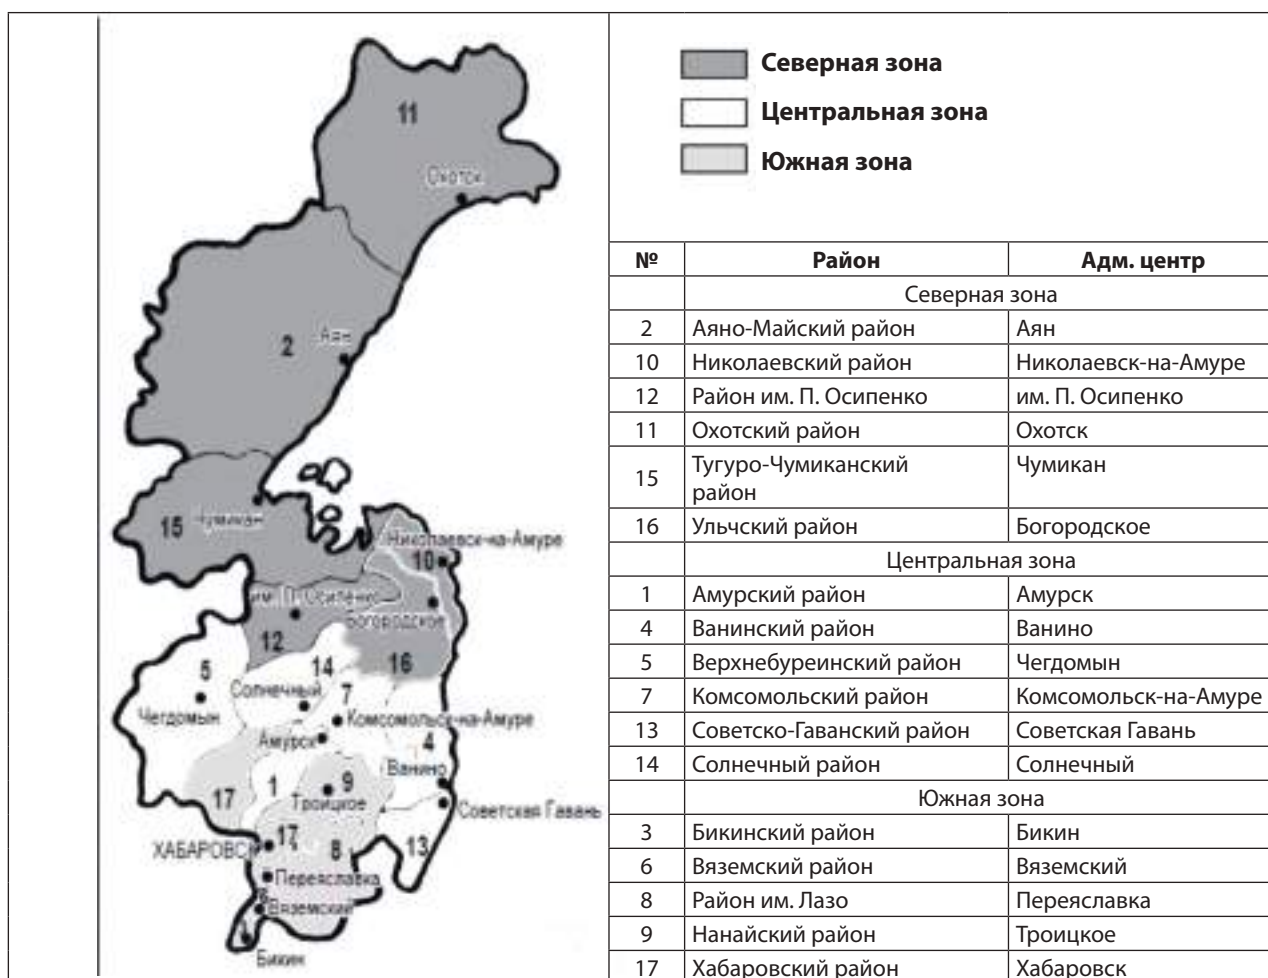 11
Охотск
2
Аян
15
Чумикан
Николаевск-на-Амуре
10
им. П. Осипенко
Богородское
12
16
14
5
Солнечный
7
Чегдомын
Комсомольск-на-Амуре
Амурск
4
Ванино
9
1
17
Троицкое
Советская Гавань
ХАБАРОВСК
17
8
13
Переяславка
Вяземский
Бикин
Северная зона
Центральная зона
Южная зона
№ Район Адм. центр
Северная зона
2 Аяно-Майский район Аян
10 Николаевский район Николаевск-на-Амуре
12 Район им. П. Осипенко им. П. Осипенко
11 Охотский район Охотск
15 Тугуро-Чумиканский Чумикан
район
16 Ульчский район Богородское
Центральная зона
1 Амурский район Амурск
4 Ванинский район Ванино
5 Верхнебуреинский район Чегдомын
7 Комсомольский район Комсомольск-на-Амуре
13 Советско-Гаванский район Советская Гавань
14 Солнечный район Солнечный
Южная зона
3 Бикинский район Бикин
6 Вяземский район Вяземский
8 Район им. Лазо Переяславка
9 Нанайский район Троицкое
17 Хабаровский район Хабаровск